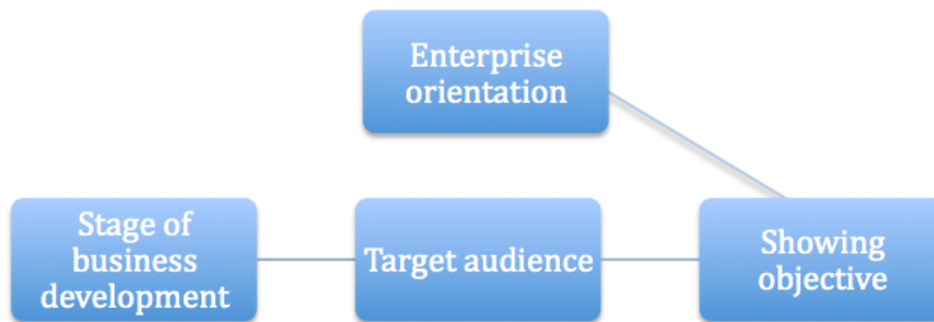 Enterprise
orientation
Stage of
business
development
Target audience
Showing
objective